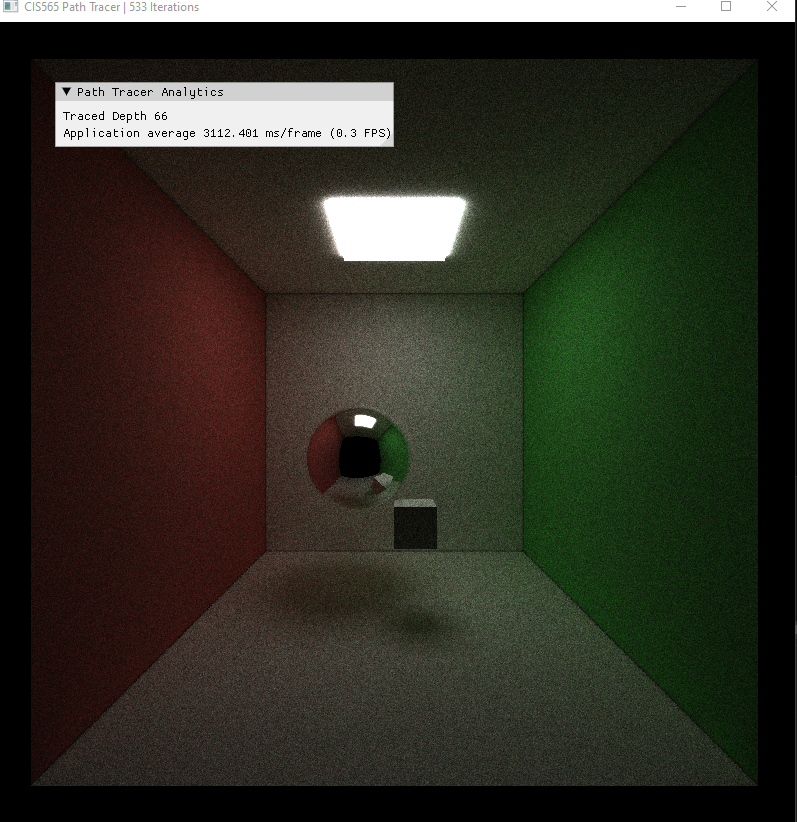 CIS565 Path Tracer | 533 Iterations
Path Tracer Analytics
Traced Depth 66
Application average 3112.401 ms/frame (0.3 FPS)